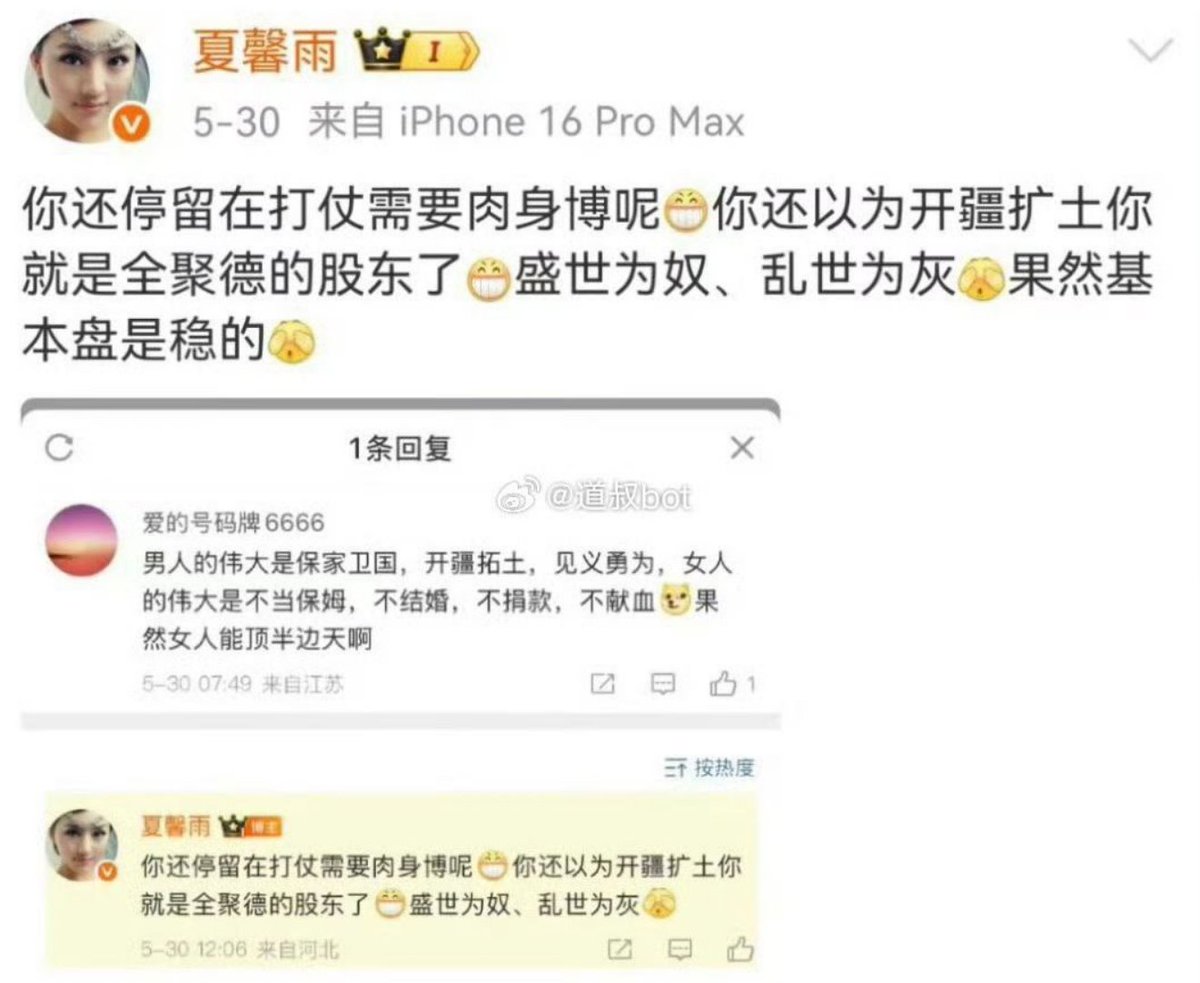 夏馨雨 I
5-30 来自 iPhone 16 Pro Max
你还停留在打仗需要肉身博呢😁你还以为开疆扩土你
就是全聚德的股东了😁盛世为奴、乱世为灰🫣果然基
本盘是稳的🫣
1条回复
@道叔bot
爱的号码牌6666
男人的伟大是保家卫国，开疆拓土，见义勇为，女人
的伟大是不当保姆，不结婚，不捐款，不献血果
然女人能顶半边天啊
5-30 07:49 来自江苏 1
按热度
夏馨雨 博主
你还停留在打仗需要肉身博呢😁你还以为开疆扩土你
就是全聚德的股东了😁盛世为奴、乱世为灰🫣
5-30 12:06 来自河北